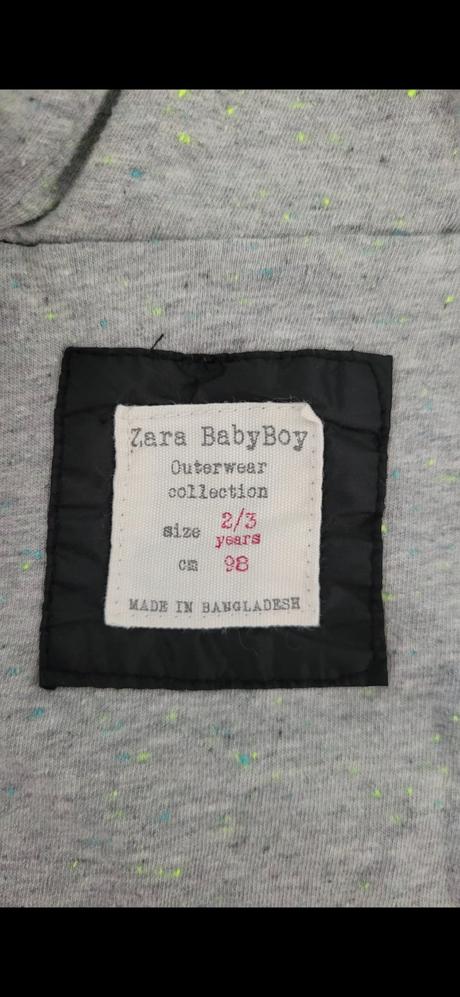 Zara BabyBoy
Outerwear
collection
size 2/3 years
cm 98
MADE IN BANGLADESH